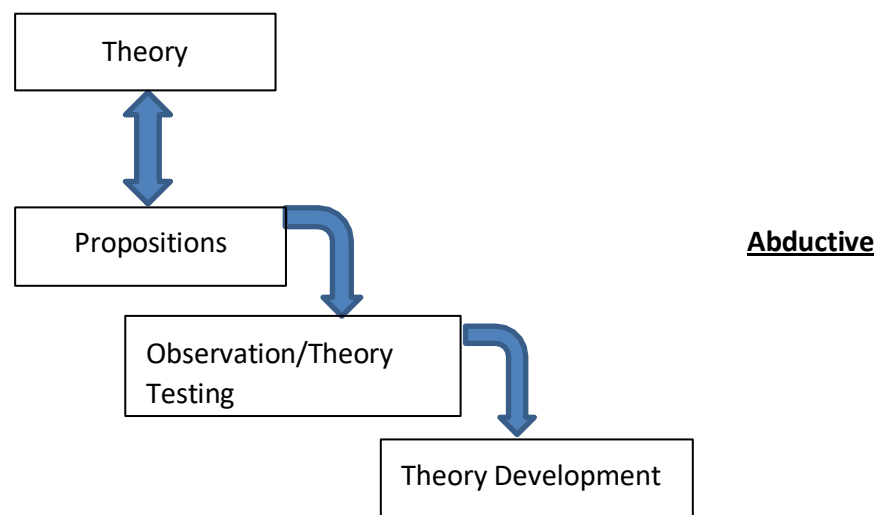 Theory
Propositions
Abductive
Observation/Theory
Testing
Theory Development